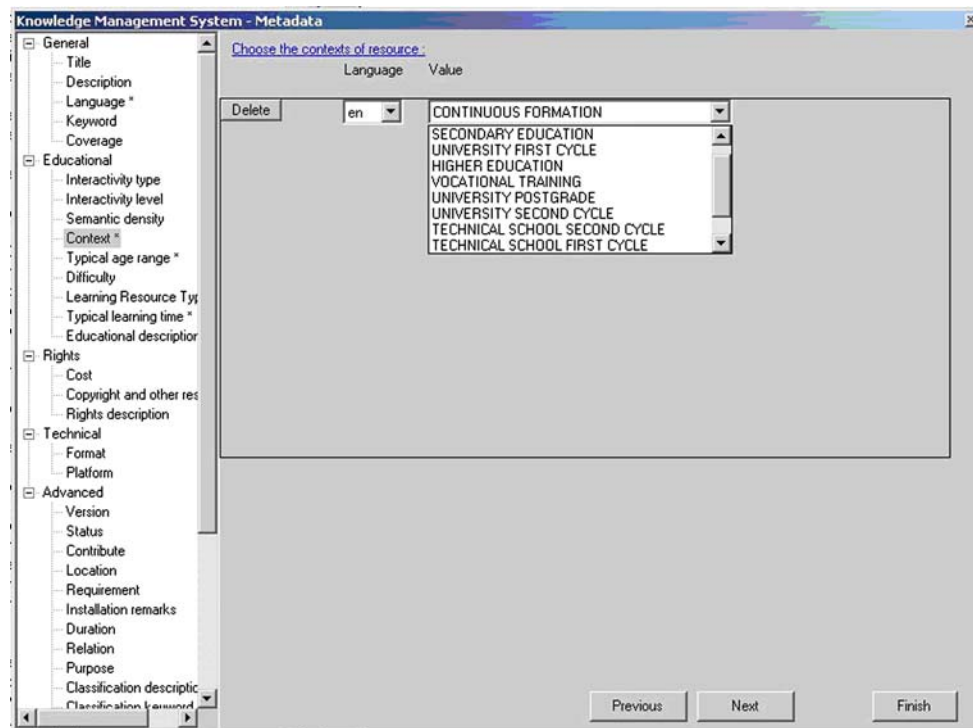 Knowledge Management System - Metadata
General
Title
Description
Language *
Keyword
Coverage
Educational
Interactivity type
Interactivity level
Semantic density
Context *
Typical age range *
Difficulty
Learning Resource Typ
Typical learning time *
Educational description
Rights
Cost
Copyright and other res
Rights description
Technical
Format
Platform
Advanced
Version
Status
Contribute
Location
Requirement
Installation remarks
Duration
Relation
Purpose
Classification descriptic
Classification keyword
Choose the contexts of resource :
Language Value
Delete en CONTINUOUS FORMATION
SECONDARY EDUCATION
UNIVERSITY FIRST CYCLE
HIGHER EDUCATION
VOCATIONAL TRAINING
UNIVERSITY POSTGRADE
UNIVERSITY SECOND CYCLE
TECHNICAL SCHOOL SECOND CYCLE
TECHNICAL SCHOOL FIRST CYCLE
Previous Next Finish